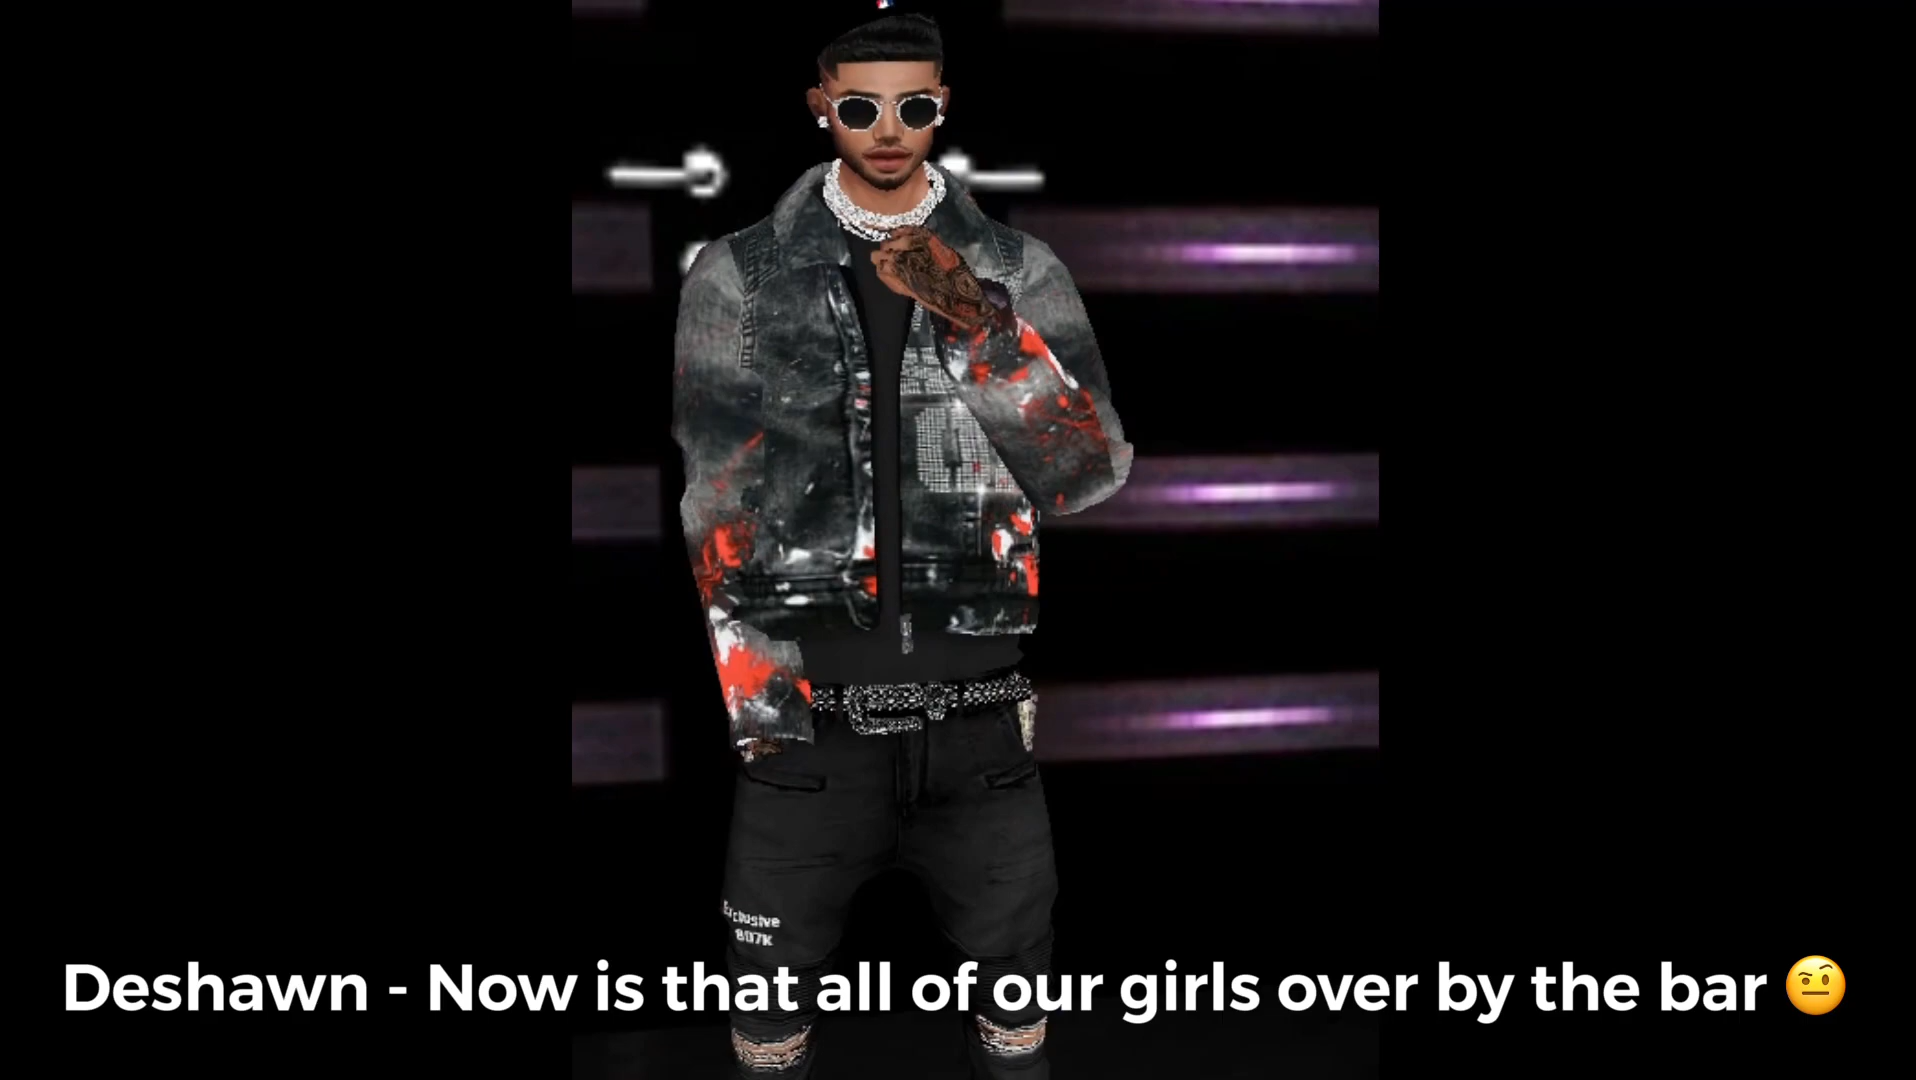 Exclusive
807K
Deshawn - Now is that all of our girls over by the bar 🤨